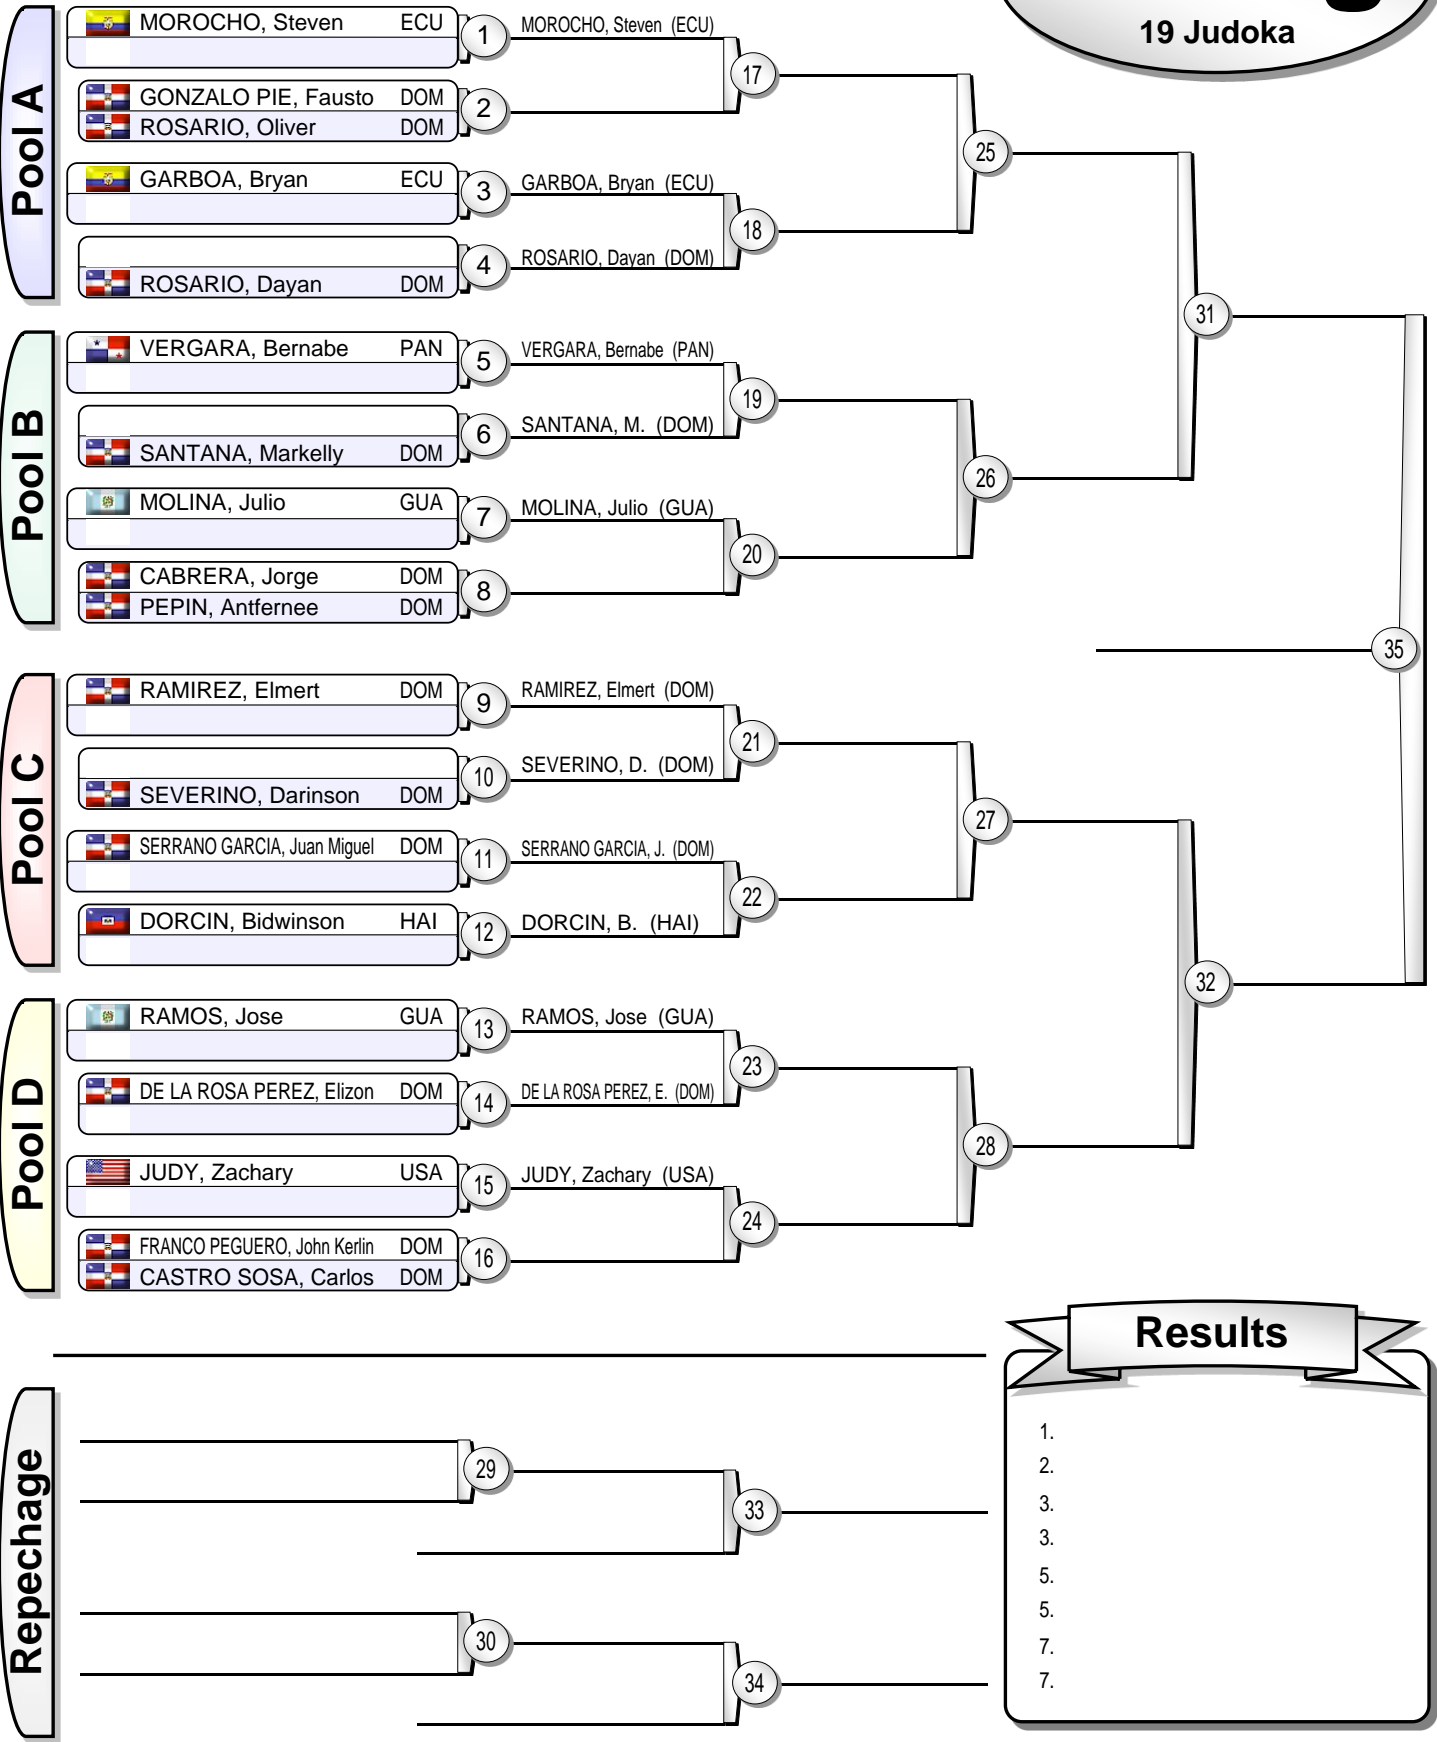 19 Judoka
Pool A
MOROCHO, Steven ECU
1
MOROCHO, Steven (ECU)
17
GONZALO PIE, Fausto DOM
2
ROSARIO, Oliver DOM
25
GARBOA, Bryan ECU
3
GARBOA, Bryan (ECU)
18
4
ROSARIO, Dayan (DOM)
ROSARIO, Dayan DOM
31
Pool B
VERGARA, Bernabe PAN
5
VERGARA, Bernabe (PAN)
19
6
SANTANA, M. (DOM)
SANTANA, Markelly DOM
26
MOLINA, Julio GUA
7
MOLINA, Julio (GUA)
20
CABRERA, Jorge DOM
8
PEPIN, Antfernee DOM
35
Pool C
RAMIREZ, Elmert DOM
9
RAMIREZ, Elmert (DOM)
21
10
SEVERINO, D. (DOM)
SEVERINO, Darinson DOM
27
SERRANO GARCIA, Juan Miguel DOM
11
SERRANO GARCIA, J. (DOM)
22
DORCIN, Bidwinson HAI
12
DORCIN, B. (HAI)
32
Pool D
RAMOS, Jose GUA
13
RAMOS, Jose (GUA)
23
DE LA ROSA PEREZ, Elizon DOM
14
DE LA ROSA PEREZ, E. (DOM)
28
JUDY, Zachary USA
15
JUDY, Zachary (USA)
24
FRANCO PEGUERO, John Kerlin DOM
16
CASTRO SOSA, Carlos DOM
Repechage
29
33
30
34
Results
1.
2.
3.
3.
5.
5.
7.
7.